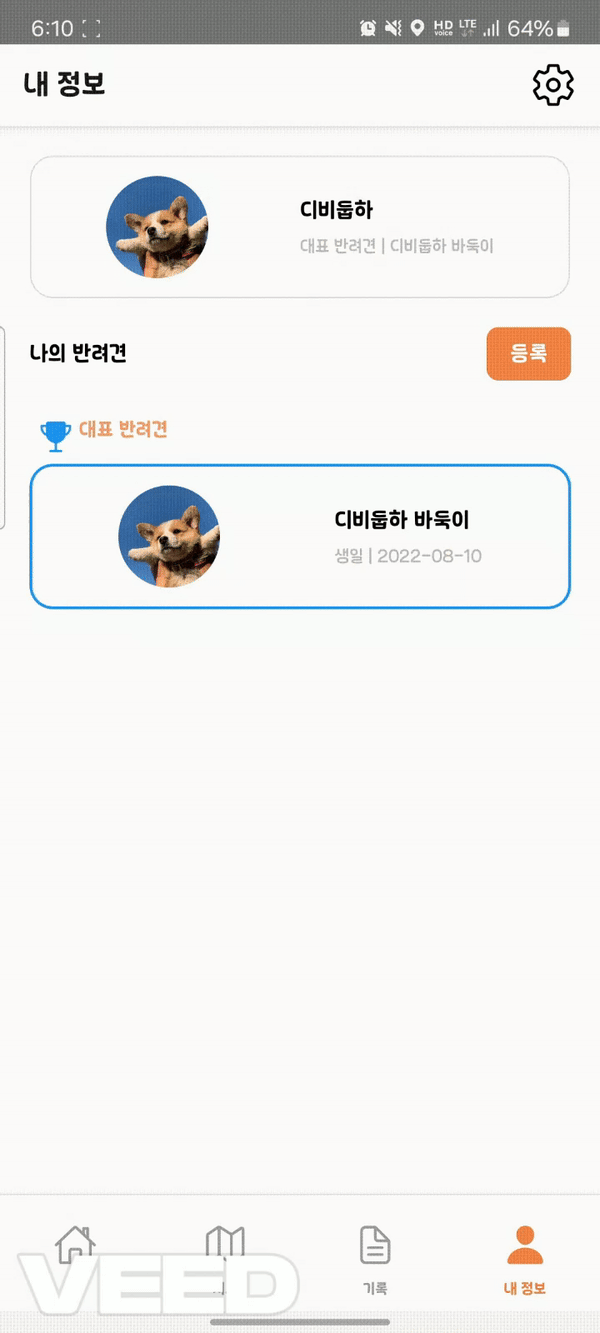 6:10
HD voice LTE 64%
내 정보
디비둡하
대표 반려견 | 디비둡하 바둑이
나의 반려견
등록
대표 반려견
디비둡하 바둑이
생일 | 2022-08-10
기록
내 정보
VEED